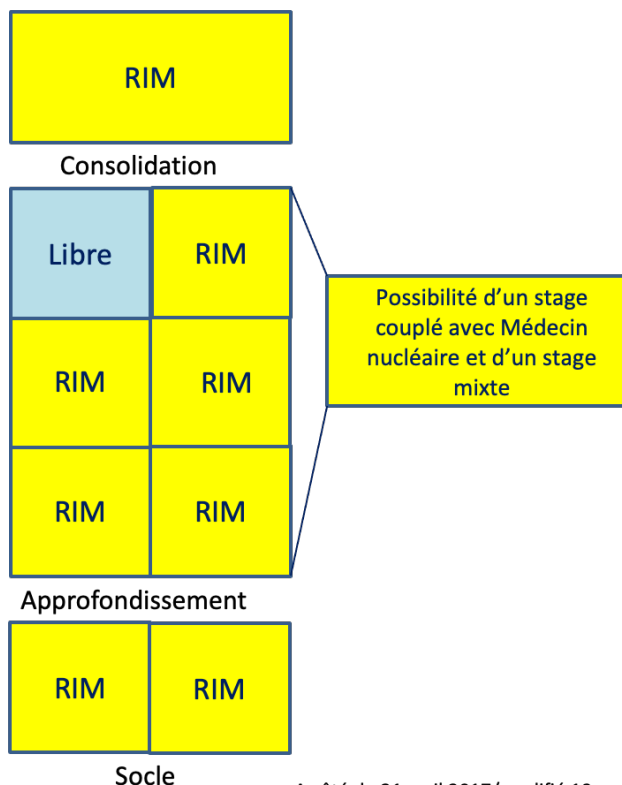 RIM
Consolidation
Libre
RIM
RIM
RIM
RIM
RIM
Possibilité d'un stage
couplé avec Médecin
nucléaire et d'un stage
mixte
Approfondissement
RIM
RIM
Socle